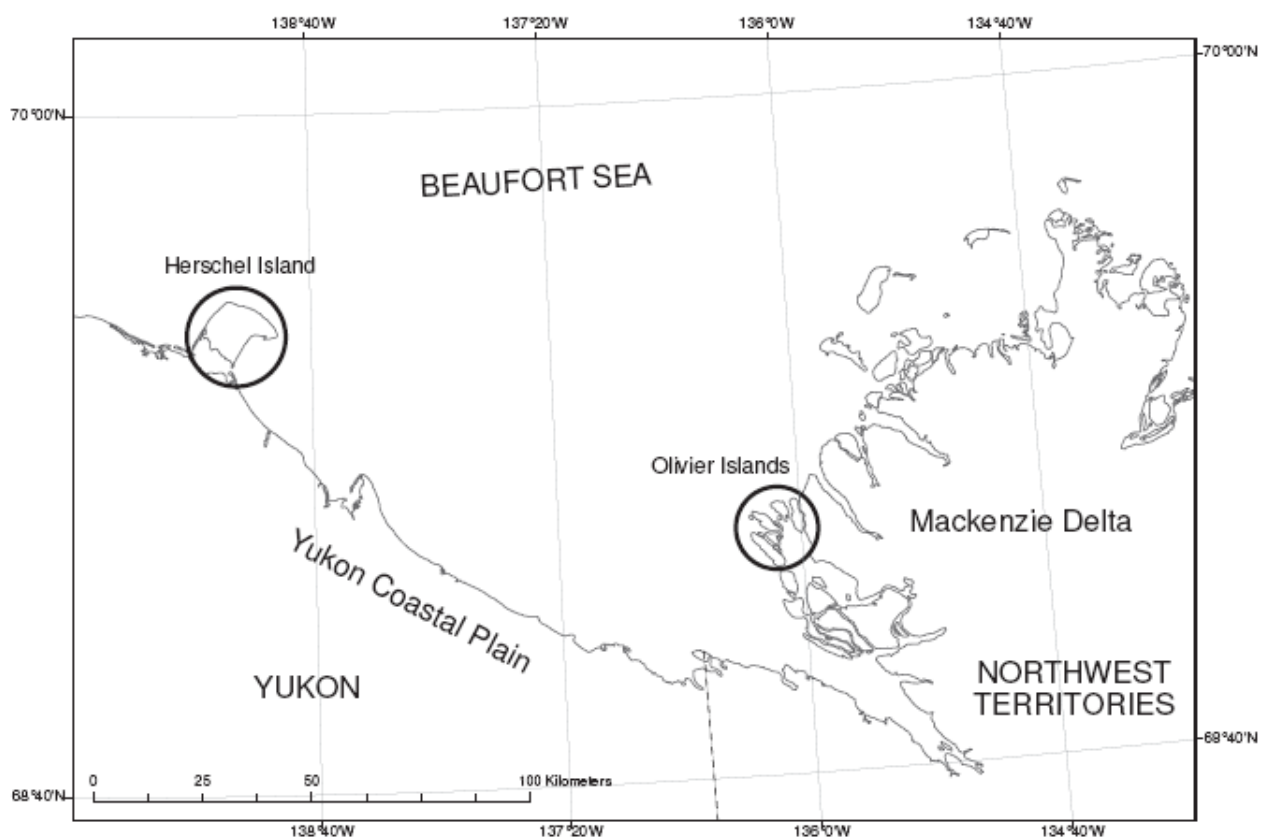 138°40'W
137°20'W
136°0'W
134°40'W
70°00'N
70°00'N
BEAUFORT SEA
Herschel Island
Olivier Islands
Mackenzie Delta
Yukon Coastal Plain
YUKON
NORTHWEST
TERRITORIES
68°40'N
0 25 50 100 Kilometers
68°40'N
138°40'W
137°20'W
136°0'W
134°40'W